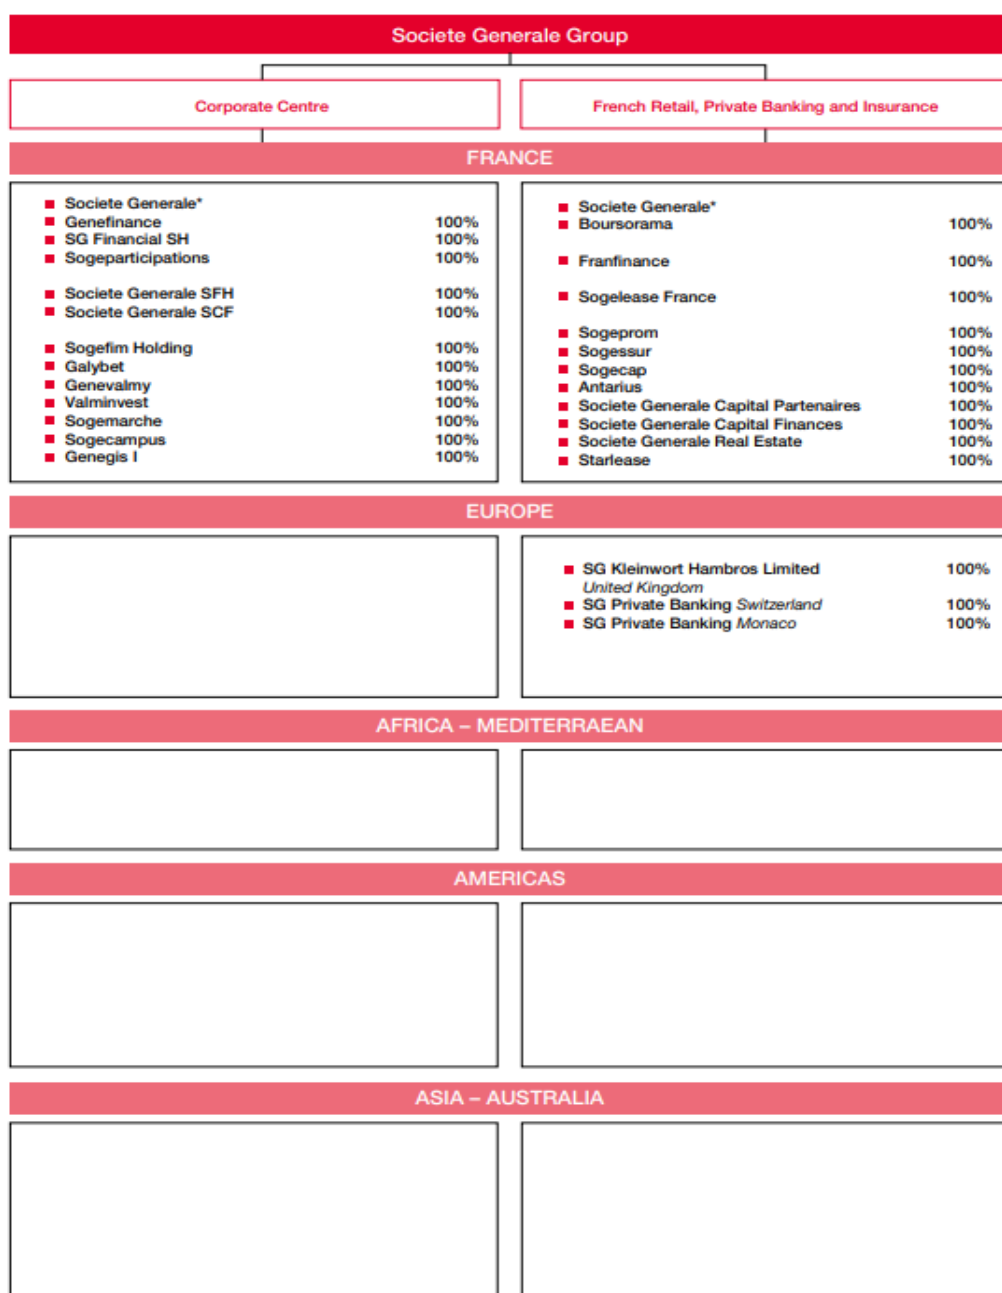 Societe Generale Group
Corporate Centre
French Retail, Private Banking and Insurance
FRANCE
Societe Generale*
Genefinance 100%
SG Financial SH 100%
Sogeparticipations 100%
Societe Generale SFH 100%
Societe Generale SCF 100%
Sogefim Holding 100%
Galybet 100%
Genevalmy 100%
Valminvest 100%
Sogemarche 100%
Sogecampus 100%
Genegis I 100%
Societe Generale*
Boursorama 100%
Franfinance 100%
Sogelease France 100%
Sogeprom 100%
Sogessur 100%
Sogecap 100%
Antarius 100%
Societe Generale Capital Partenaires 100%
Societe Generale Capital Finances 100%
Societe Generale Real Estate 100%
Starlease 100%
EUROPE
SG Kleinwort Hambros Limited 100%
United Kingdom
SG Private Banking Switzerland 100%
SG Private Banking Monaco 100%
AFRICA – MEDITERRAEAN
AMERICAS
ASIA – AUSTRALIA